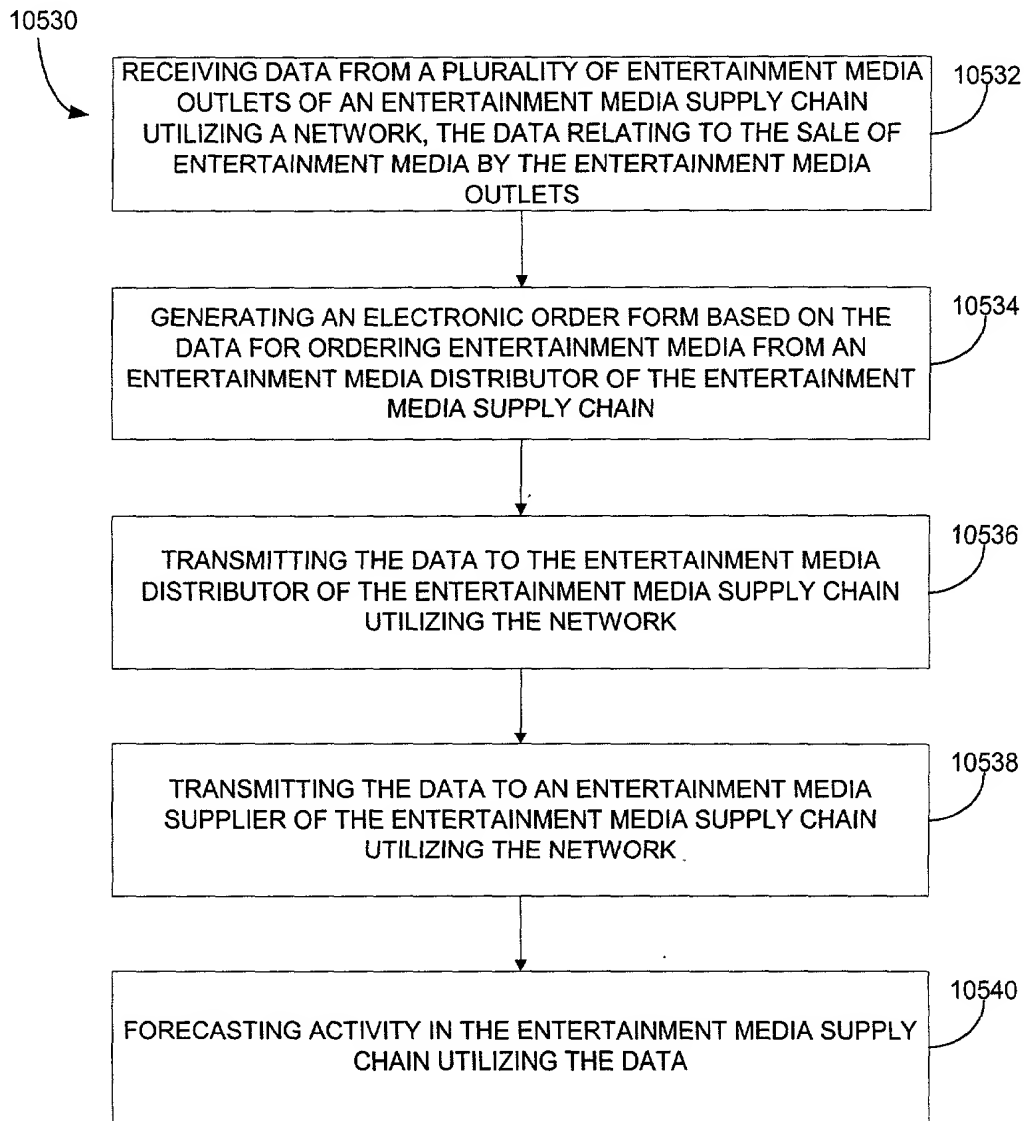 10530
RECEIVING DATA FROM A PLURALITY OF ENTERTAINMENT MEDIA
OUTLETS OF AN ENTERTAINMENT MEDIA SUPPLY CHAIN
UTILIZING A NETWORK, THE DATA RELATING TO THE SALE OF
ENTERTAINMENT MEDIA BY THE ENTERTAINMENT MEDIA
OUTLETS
10532
GENERATING AN ELECTRONIC ORDER FORM BASED ON THE
DATA FOR ORDERING ENTERTAINMENT MEDIA FROM AN
ENTERTAINMENT MEDIA DISTRIBUTOR OF THE ENTERTAINMENT
MEDIA SUPPLY CHAIN
10534
TRANSMITTING THE DATA TO THE ENTERTAINMENT MEDIA
DISTRIBUTOR OF THE ENTERTAINMENT MEDIA SUPPLY CHAIN
UTILIZING THE NETWORK
10536
TRANSMITTING THE DATA TO AN ENTERTAINMENT MEDIA
SUPPLIER OF THE ENTERTAINMENT MEDIA SUPPLY CHAIN
UTILIZING THE NETWORK
10538
FORECASTING ACTIVITY IN THE ENTERTAINMENT MEDIA SUPPLY
CHAIN UTILIZING THE DATA
10540